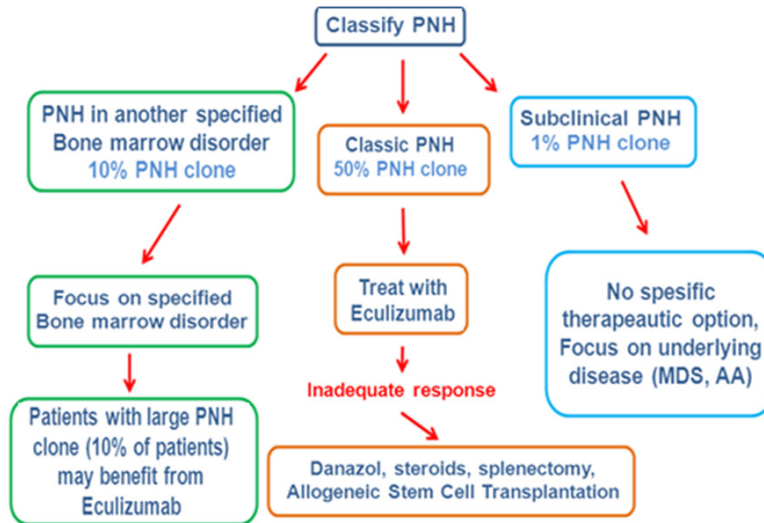 Classify PNH
PNH in another specified
Bone marrow disorder
10% PNH clone
Classic PNH
50% PNH clone
Subclinical PNH
1% PNH clone
Focus on specified
Bone marrow disorder
Treat with
Eculizumab
No spesific
therapeautic option,
Focus on underlying
disease (MDS, AA)
Inadequate response
Patients with large PNH
clone (10% of patients)
may benefit from
Eculizumab
Danazol, steroids, splenectomy,
Allogeneic Stem Cell Transplantation